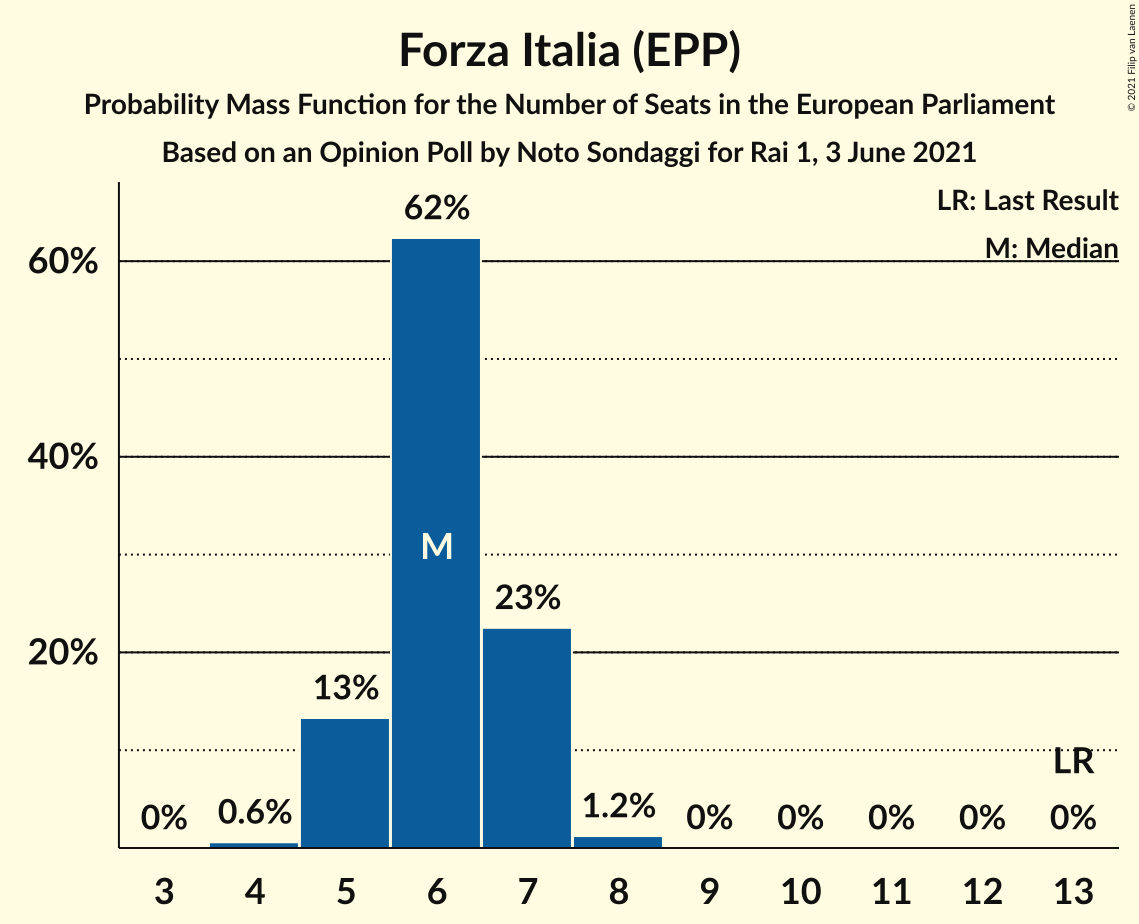 Forza Italia (EPP)
Probability Mass Function for the Number of Seats in the European Parliament
Based on an Opinion Poll by Noto Sondaggi for Rai 1, 3 June 2021
© 2021 Filip van Laenen
LR: Last Result
M: Median
62%
60%
40%
M
23%
20%
13%
LR
0% 0.6% 1.2% 0% 0% 0% 0% 0%
3 4 5 6 7 8 9 10 11 12 13